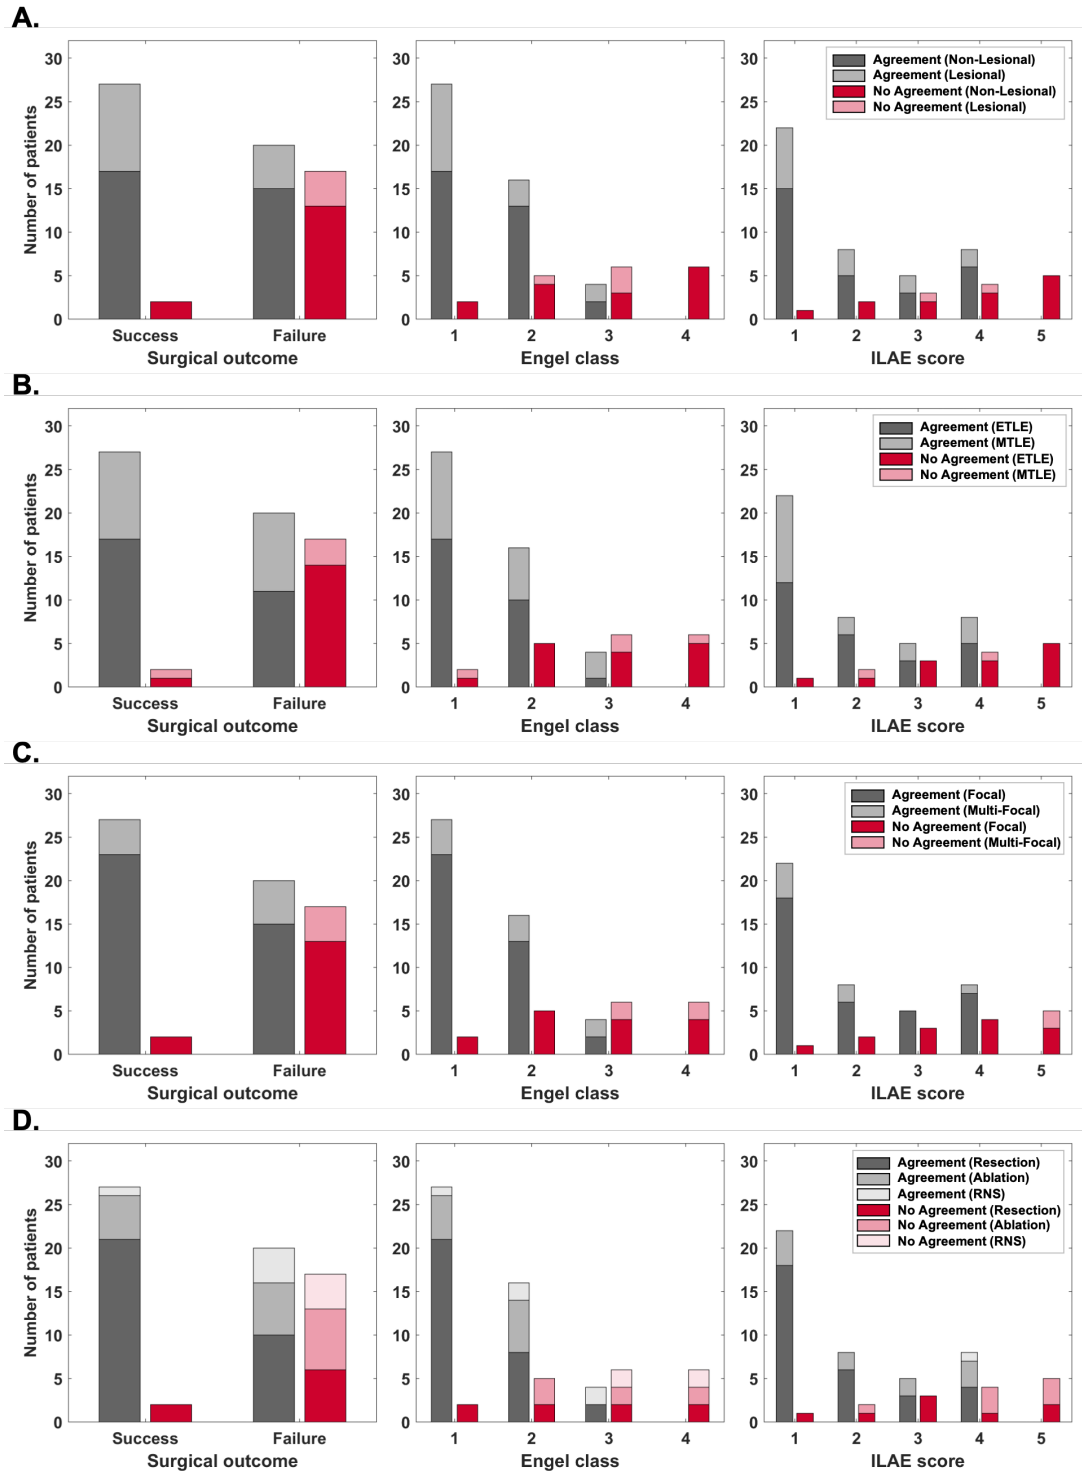 A.
30
25
20
15
10
5
0
Number of patients
Success Failure
Surgical outcome
30
25
20
15
10
5
0
1 2 3 4
Engel class
30
25
20
15
10
5
0
1 2 3 4 5
ILAE score
Agreement (Non-Lesional)
Agreement (Lesional)
No Agreement (Non-Lesional)
No Agreement (Lesional)
B.
30
25
20
15
10
5
0
Number of patients
Success Failure
Surgical outcome
30
25
20
15
10
5
0
1 2 3 4
Engel class
30
25
20
15
10
5
0
1 2 3 4 5
ILAE score
Agreement (ETLE)
Agreement (MTLE)
No Agreement (ETLE)
No Agreement (MTLE)
C.
30
25
20
15
10
5
0
Number of patients
Success Failure
Surgical outcome
30
25
20
15
10
5
0
1 2 3 4
Engel class
30
25
20
15
10
5
0
1 2 3 4 5
ILAE score
Agreement (Focal)
Agreement (Multi-Focal)
No Agreement (Focal)
No Agreement (Multi-Focal)
D.
30
25
20
15
10
5
0
Number of patients
Success Failure
Surgical outcome
30
25
20
15
10
5
0
1 2 3 4
Engel class
30
25
20
15
10
5
0
1 2 3 4 5
ILAE score
Agreement (Resection)
Agreement (Ablation)
Agreement (RNS)
No Agreement (Resection)
No Agreement (Ablation)
No Agreement (RNS)